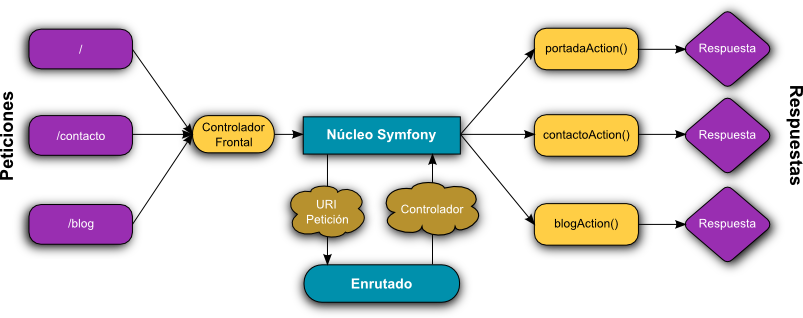 Peticiones
/
/contacto
/blog
Controlador
Frontal
Núcleo Symfony
URI
Petición
Controlador
Enrutado
portadaAction()
contactoAction()
blogAction()
Respuesta
Respuesta
Respuesta
Respuestas